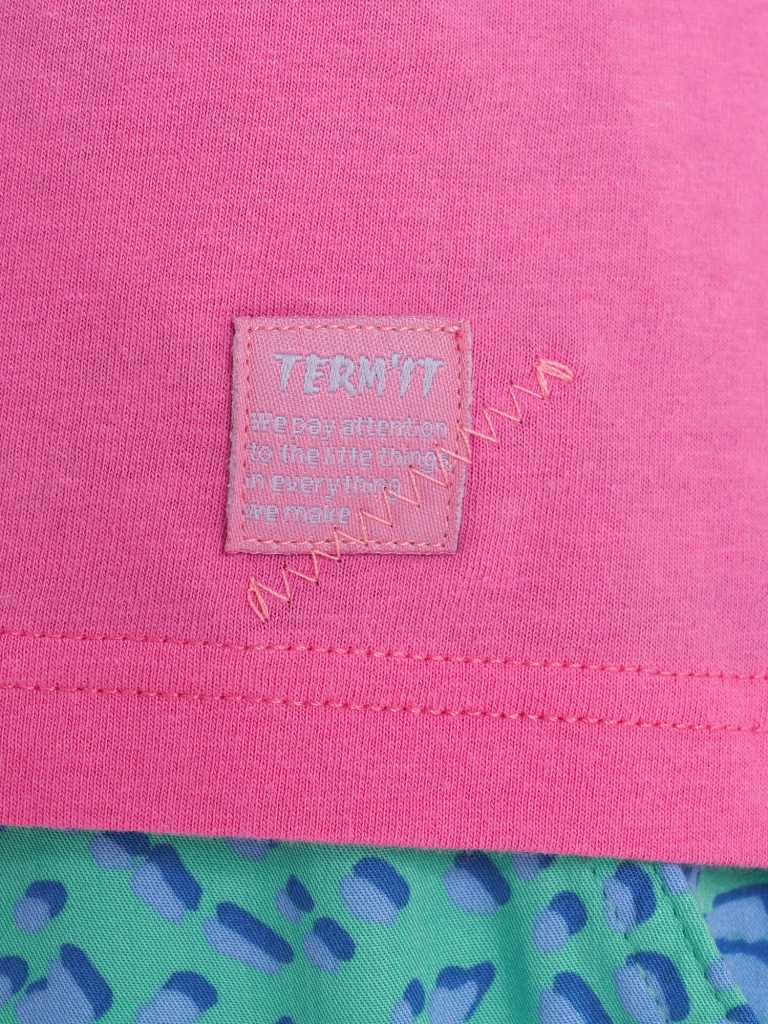 TERM'IT
We pay attention
to the little things
in everything
we make